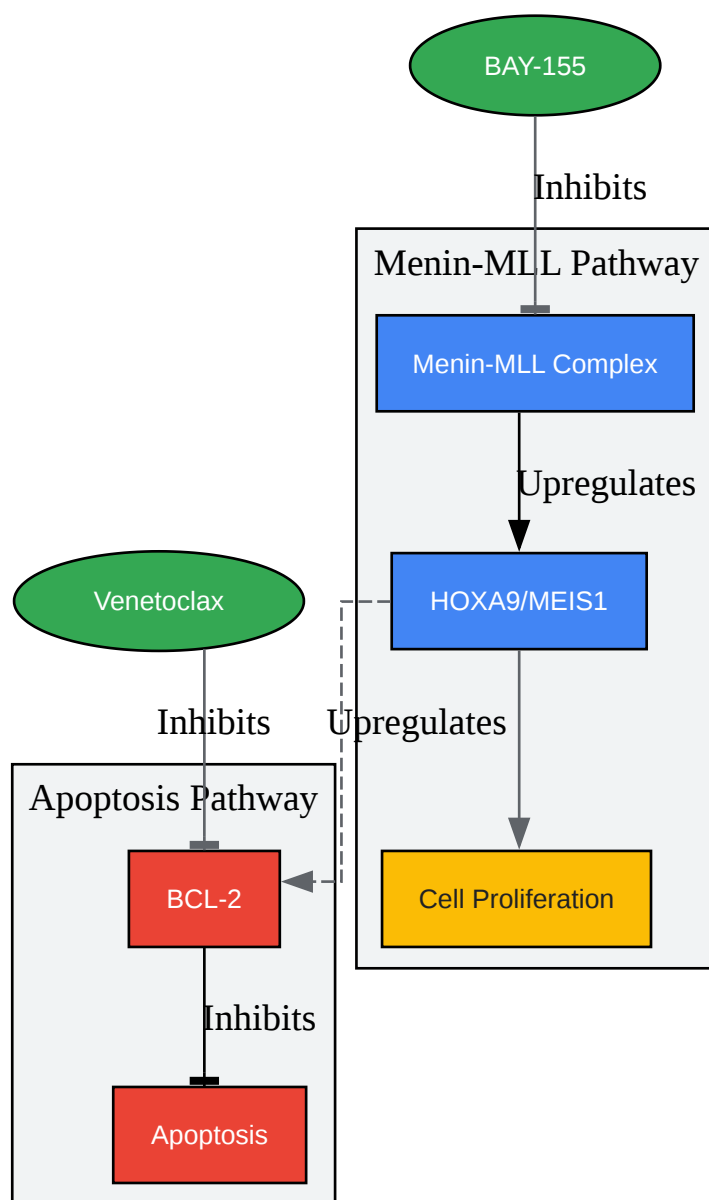 BAY-155
Inhibits
Menin-MLL Pathway
Menin-MLL Complex
Upregulates
Venetoclax
HOXA9/MEIS1
Inhibits
Upregulates
Apoptosis Pathway
BCL-2
Cell Proliferation
Inhibits
Apoptosis